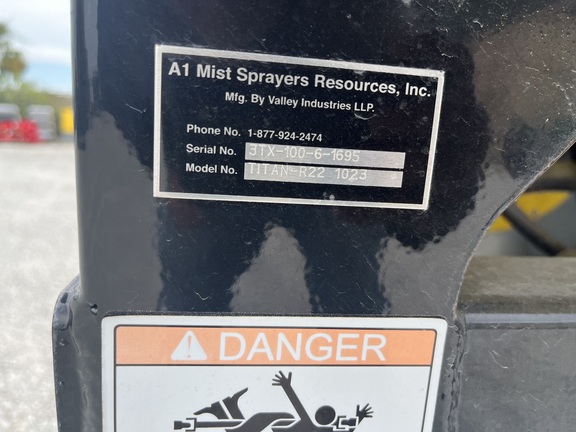 A1 Mist Sprayers Resources, Inc.
Mfg. By Valley Industries LLP.
Phone No. 1-877-924-2474
Serial No. 3TX-100-6-1695
Model No. TITAN-R22 1023
DANGER